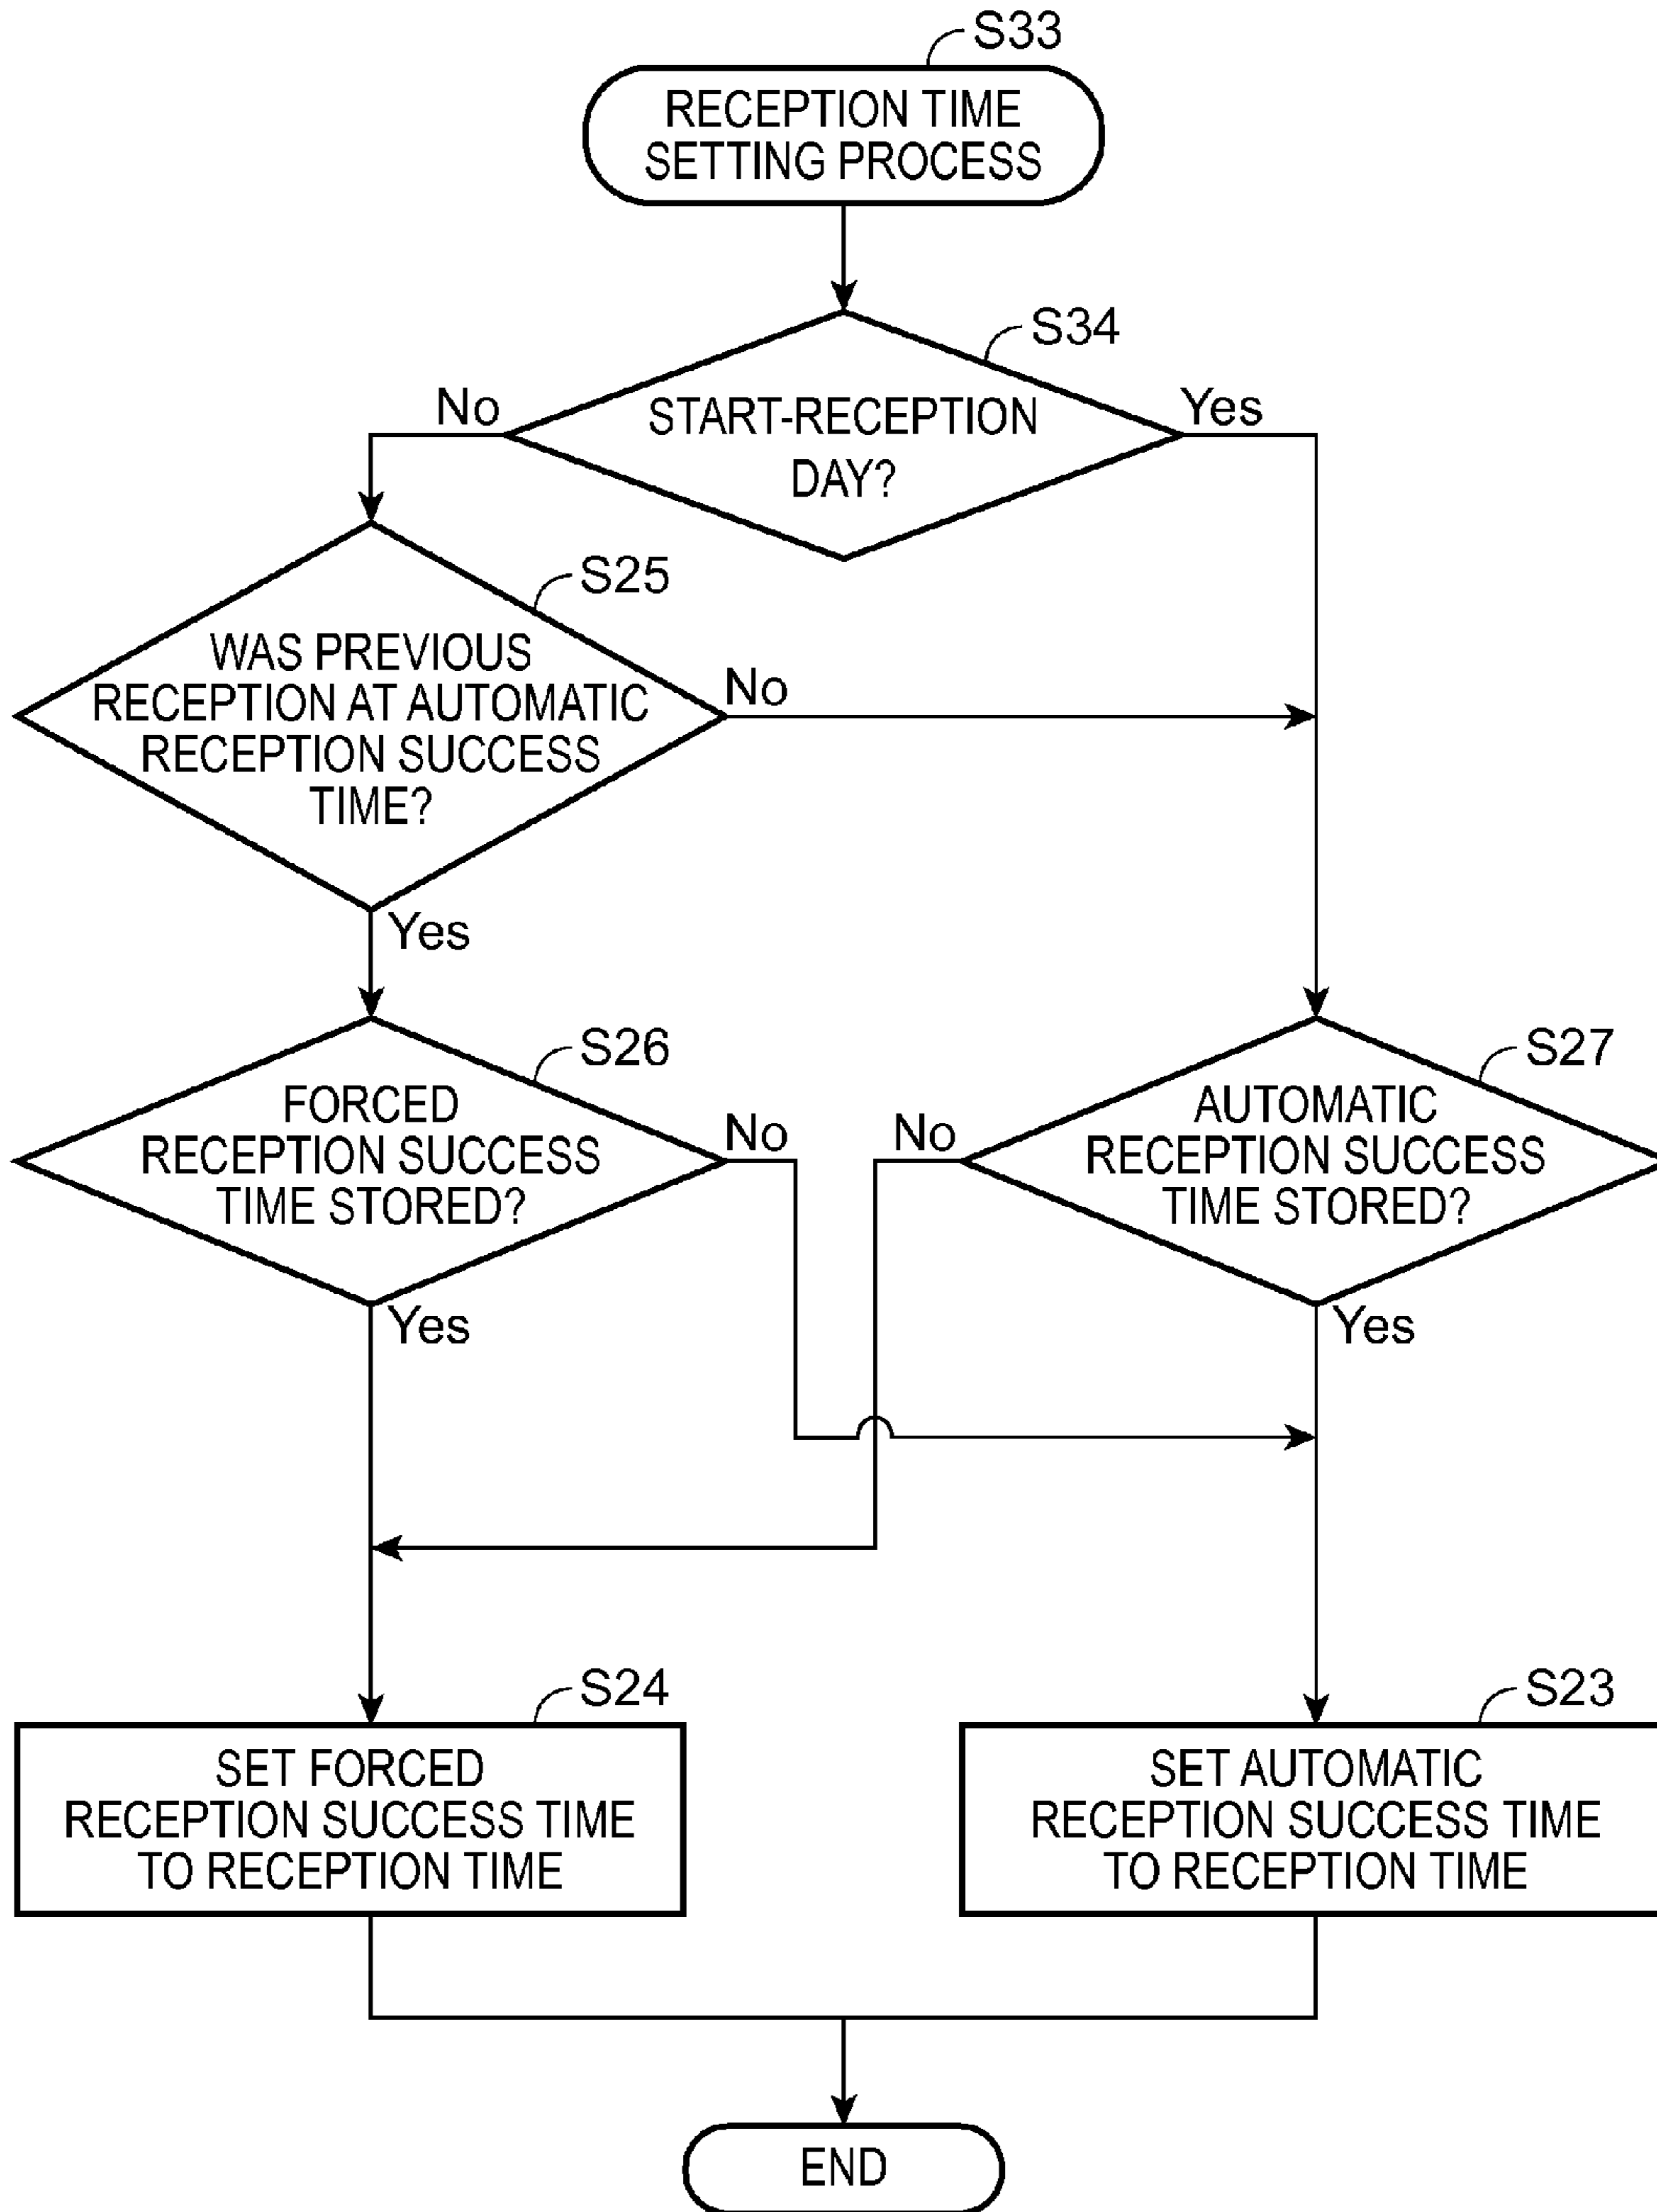 S33
RECEPTION TIME
SETTING PROCESS
S34
No
START-RECEPTION
DAY?
Yes
S25
WAS PREVIOUS
RECEPTION AT AUTOMATIC
RECEPTION SUCCESS
TIME?
No
Yes
S26
FORCED
RECEPTION SUCCESS
TIME STORED?
No
Yes
S27
No
AUTOMATIC
RECEPTION SUCCESS
TIME STORED?
Yes
S24
SET FORCED
RECEPTION SUCCESS TIME
TO RECEPTION TIME
S23
SET AUTOMATIC
RECEPTION SUCCESS TIME
TO RECEPTION TIME
END